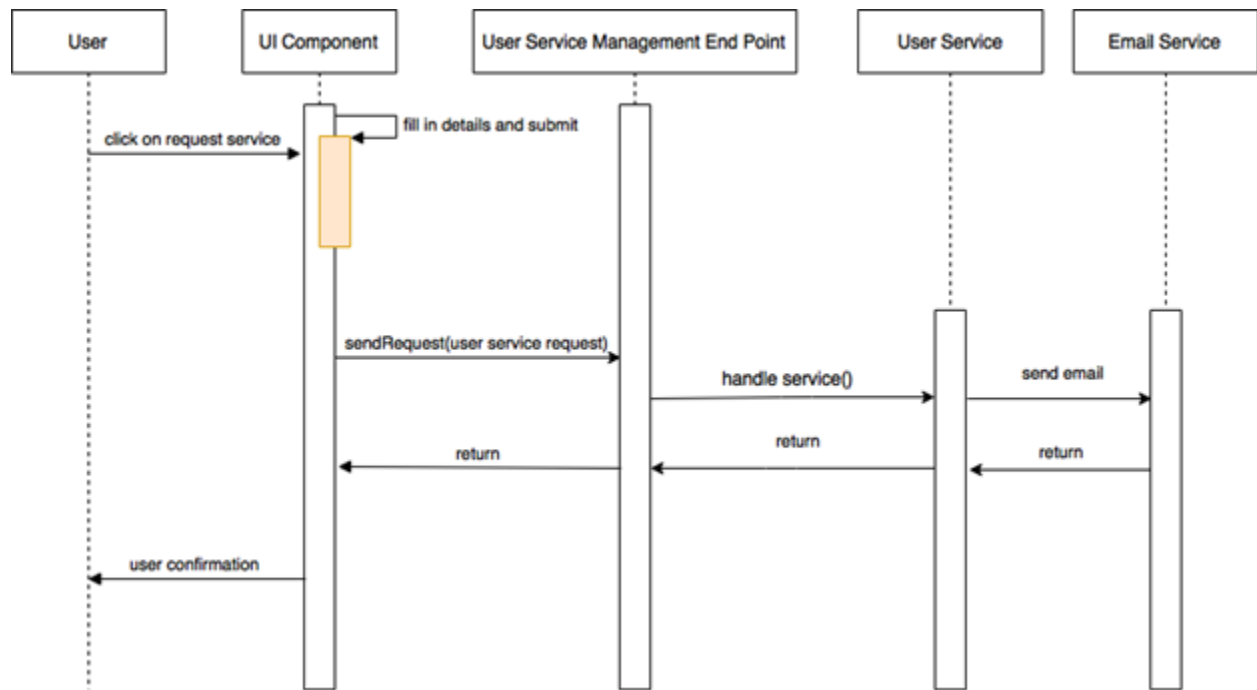 User
UI Component
User Service Management End Point
User Service
Email Service
fill in details and submit
click on request service
sendRequest(user service request)
handle service()
send email
return
return
return
user confirmation